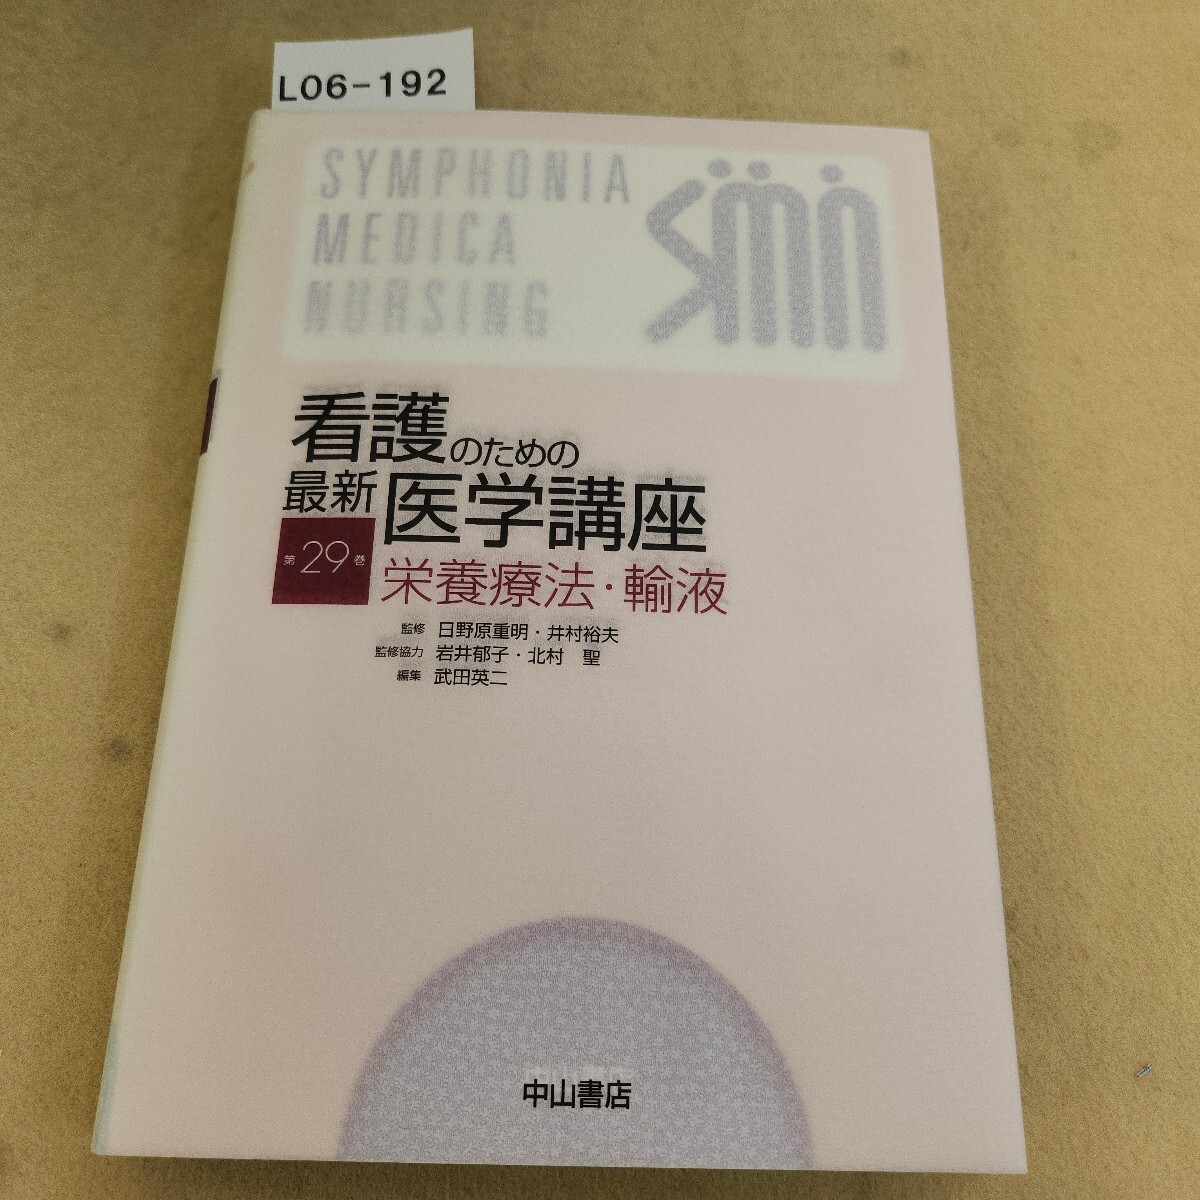 L06-192
SYMPHONIA
MEDICA
NURSING
看護のための
最新医学講座
第29巻
栄養療法・輸液
監修 日野原重明・井村裕夫
監修協力 岩井郁子・北村 聖
編集 武田英二
中山書店